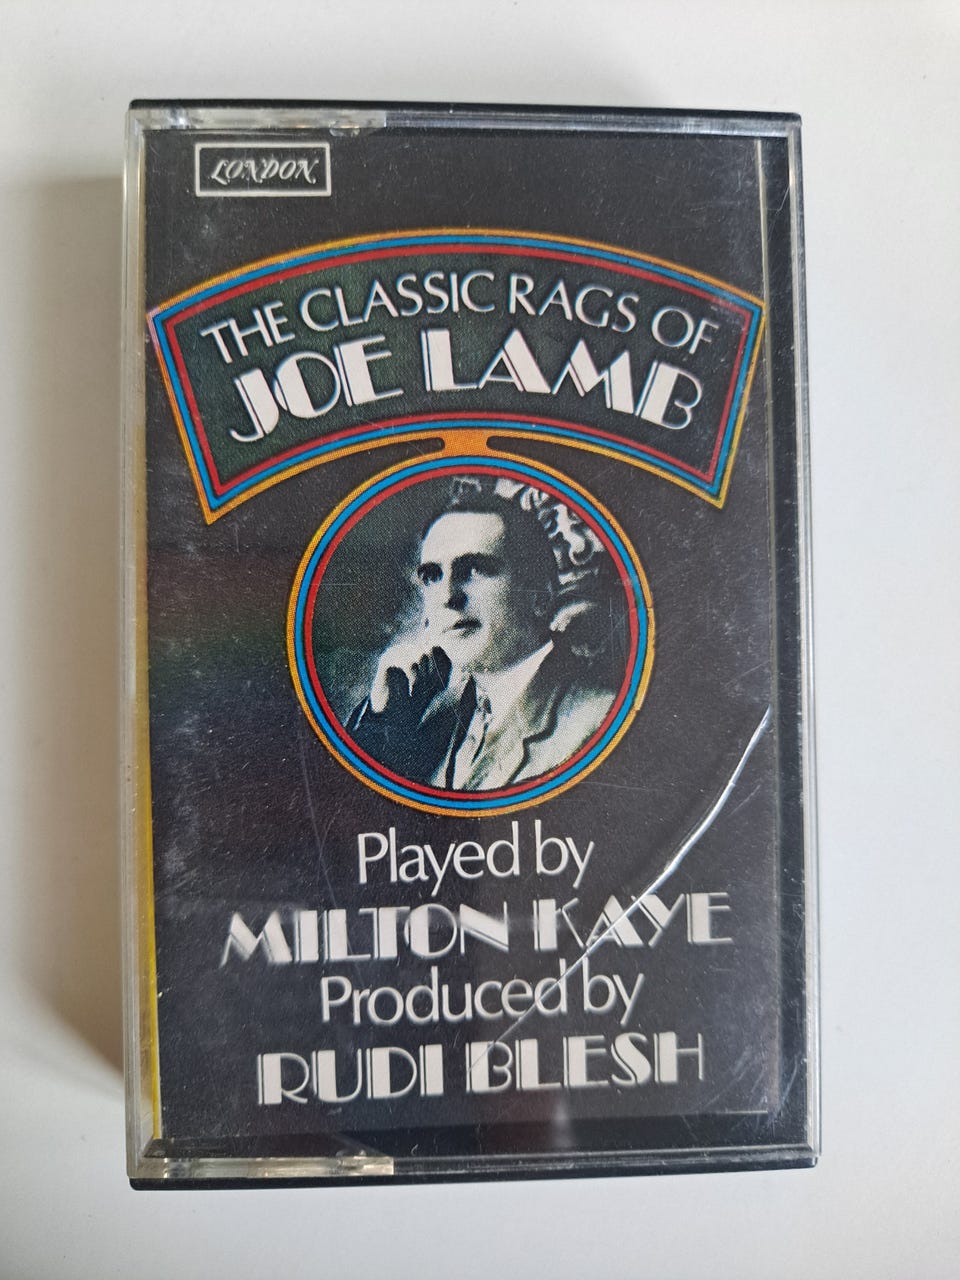 LONDON
THE CLASSIC RAGS OF
JOE LAMB
Played by
MILTON KAYE
Produced by
RUDI BLESH